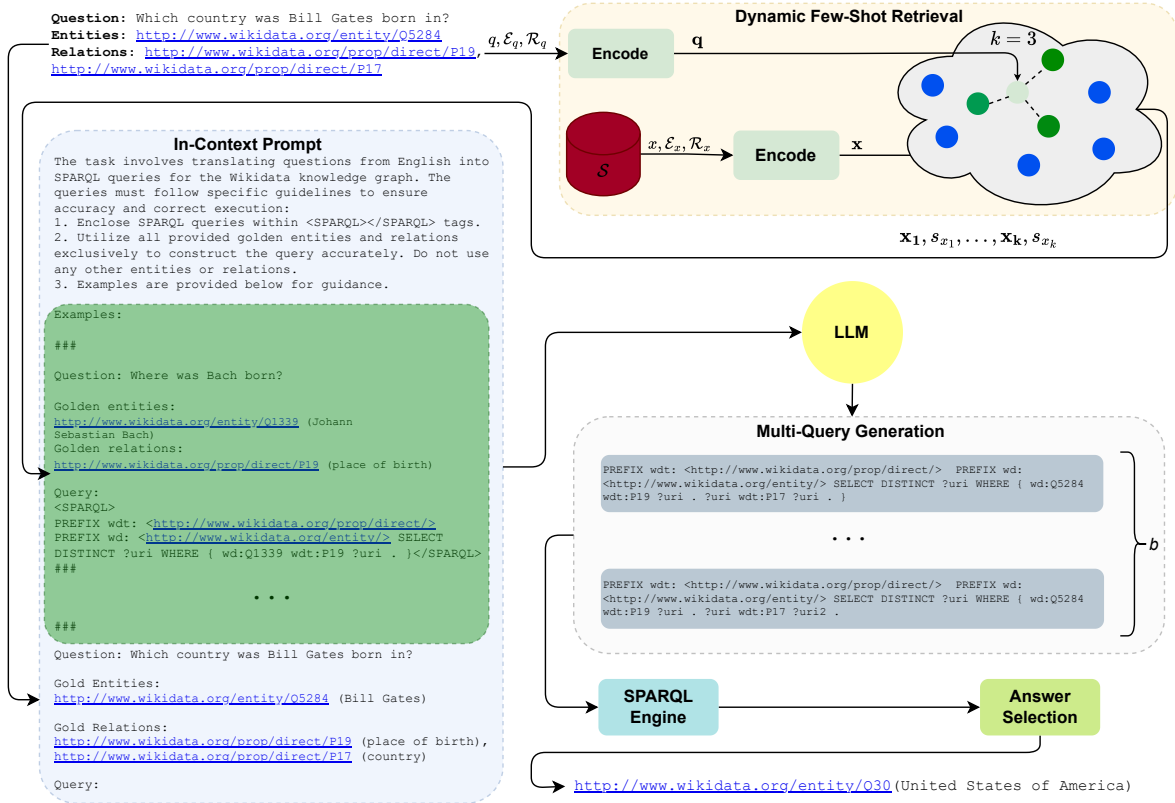 Question: Which country was Bill Gates born in?
Entities: http://www.wikidata.org/entity/Q5284
Relations: http://www.wikidata.org/prop/direct/P19,
http://www.wikidata.org/prop/direct/P17
q, ℰ_q, ℛ_q
Dynamic Few-Shot Retrieval
Encode
q
k = 3
S
x, ℰ_x, ℛ_x
Encode
x
x₁, s_{x₁}, . . . , x_k, s_{x_k}
In-Context Prompt
The task involves translating questions from English into
SPARQL queries for the Wikidata knowledge graph. The
queries must follow specific guidelines to ensure
accuracy and correct execution:
1. Enclose SPARQL queries within <SPARQL></SPARQL> tags.
2. Utilize all provided golden entities and relations
exclusively to construct the query accurately. Do not use
any other entities or relations.
3. Examples are provided below for guidance.
Examples:
###
Question: Where was Bach born?
Golden entities:
http://www.wikidata.org/entity/Q1339 (Johann
Sebastian Bach)
Golden relations:
http://www.wikidata.org/prop/direct/P19 (place of birth)
Query:
<SPARQL>
PREFIX wdt: <http://www.wikidata.org/prop/direct/>
PREFIX wd: <http://www.wikidata.org/entity/> SELECT
DISTINCT ?uri WHERE { wd:Q1339 wdt:P19 ?uri . }</SPARQL>
###
. . .
###
Question: Which country was Bill Gates born in?
Gold Entities:
http://www.wikidata.org/entity/Q5284 (Bill Gates)
Gold Relations:
http://www.wikidata.org/prop/direct/P19 (place of birth),
http://www.wikidata.org/prop/direct/P17 (country)
Query:
LLM
Multi-Query Generation
PREFIX wdt: <http://www.wikidata.org/prop/direct/> PREFIX wd:
<http://www.wikidata.org/entity/> SELECT DISTINCT ?uri WHERE { wd:Q5284
wdt:P19 ?uri . ?uri wdt:P17 ?uri . }
. . .
PREFIX wdt: <http://www.wikidata.org/prop/direct/> PREFIX wd:
<http://www.wikidata.org/entity/> SELECT DISTINCT ?uri WHERE { wd:Q5284
wdt:P19 ?uri . ?uri wdt:P17 ?uri2 .
b
SPARQL
Engine
Answer
Selection
http://www.wikidata.org/entity/Q30(United States of America)